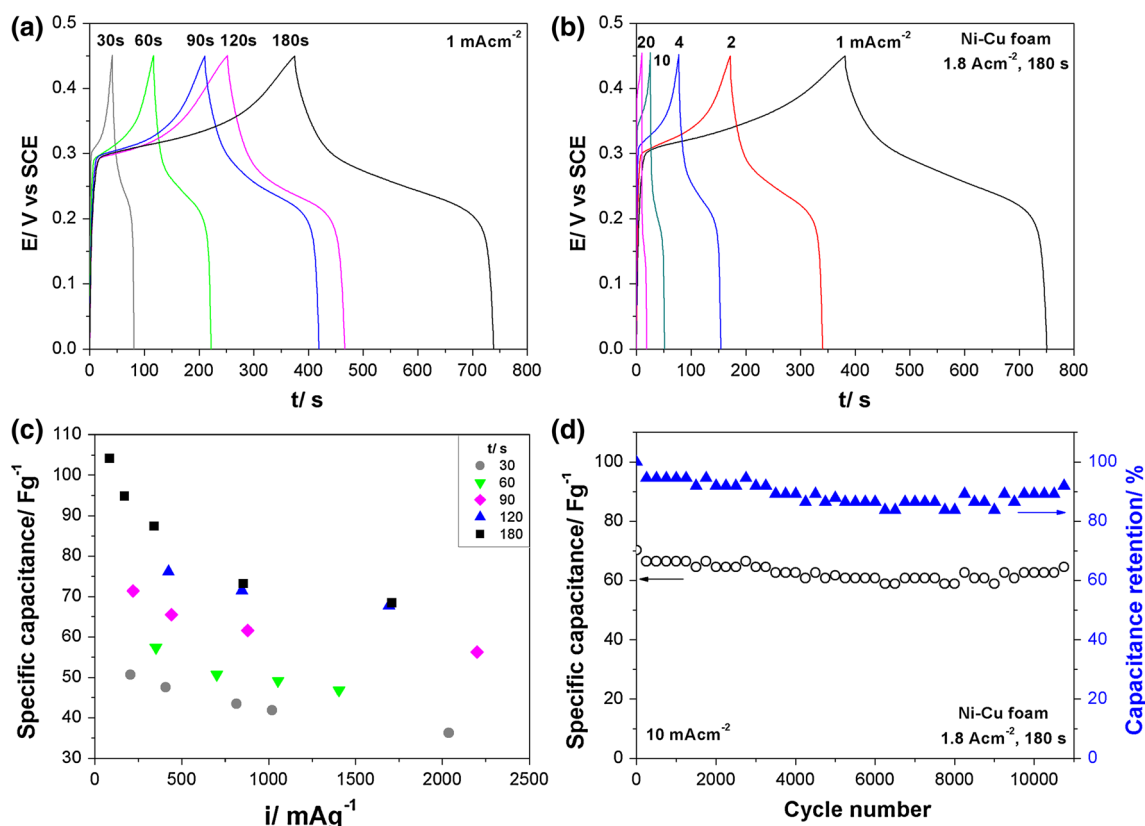 (a)
30s 60s 90s 120s 180s 1 mAcm⁻²
0.5
0.4
0.3
0.2
0.1
0.0
E/ V vs SCE
0 100 200 300 400 500 600 700 800
t/ s
(b)
20 10 4 2 1 mAcm⁻²
Ni-Cu foam
1.8 Acm⁻², 180 s
0.5
0.4
0.3
0.2
0.1
0.0
E/ V vs SCE
0 100 200 300 400 500 600 700 800
t/ s
(c)
110
100
90
80
70
60
50
40
30
Specific capacitance/ Fg⁻¹
t/ s
30
60
90
120
180
0 500 1000 1500 2000 2500
i/ mAg⁻¹
(d)
100
80
60
40
20
0
Specific capacitance/ Fg⁻¹
100
80
60
40
20
0
Capacitance retention/ %
10 mAcm⁻²
Ni-Cu foam
1.8 Acm⁻², 180 s
0 2000 4000 6000 8000 10000
Cycle number